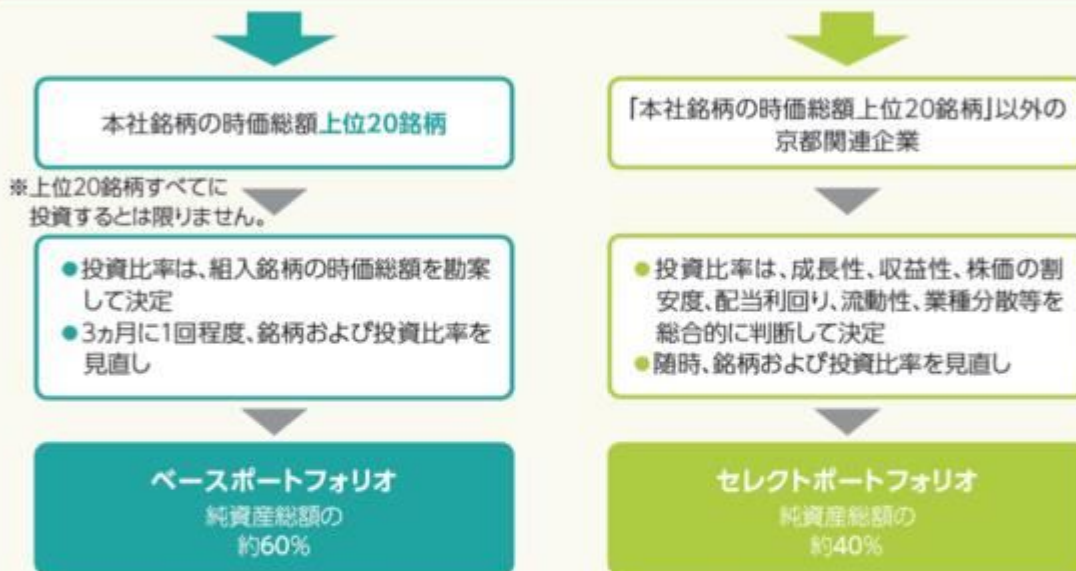 本社銘柄の時価総額上位20銘柄
※上位20銘柄すべてに
投資するとは限りません。
●投資比率は、組入銘柄の時価総額を勘案
して決定
●3ヵ月に1回程度、銘柄および投資比率を
見直し
ベースポートフォリオ
純資産総額の
約60%
「本社銘柄の時価総額上位20銘柄」以外の
京都関連企業
●投資比率は、成長性、収益性、株価の割
安度、配当利回り、流動性、業種分散等を
総合的に判断して決定
●随時、銘柄および投資比率を見直し
セレクトポートフォリオ
純資産総額の
約40%